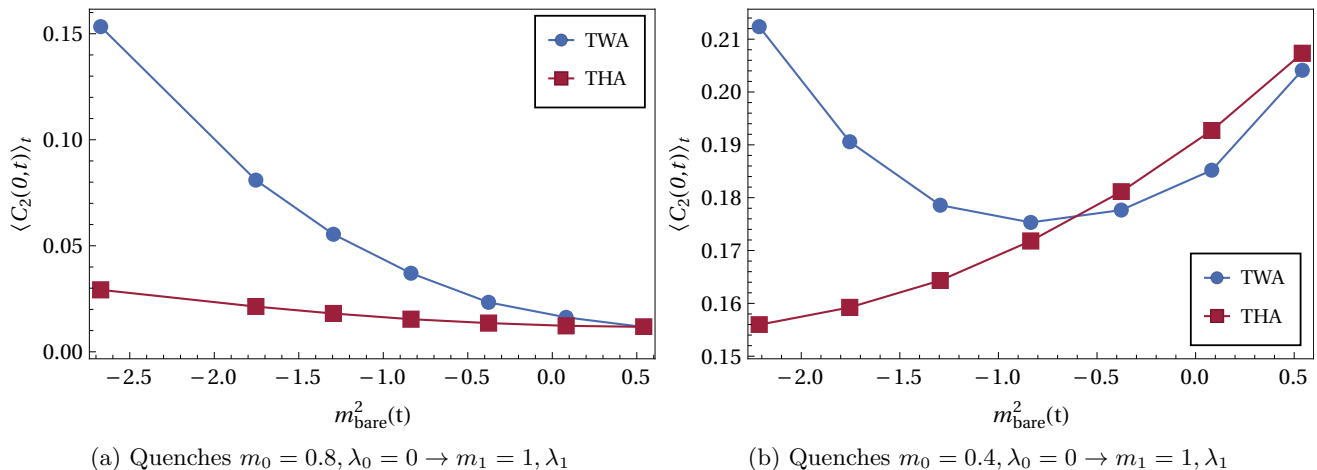 0.15
0.10
0.05
0.00
⟨C₂(0,t)⟩ₜ
TWA
THA
−2.5 −2.0 −1.5 −1.0 −0.5 0.0 0.5
m²_bare(t)
(a) Quenches m₀ = 0.8, λ₀ = 0 → m₁ = 1, λ₁
0.21
0.20
0.19
0.18
0.17
0.16
0.15
⟨C₂(0,t)⟩ₜ
TWA
THA
−2.0 −1.5 −1.0 −0.5 0.0 0.5
m²_bare(t)
(b) Quenches m₀ = 0.4, λ₀ = 0 → m₁ = 1, λ₁